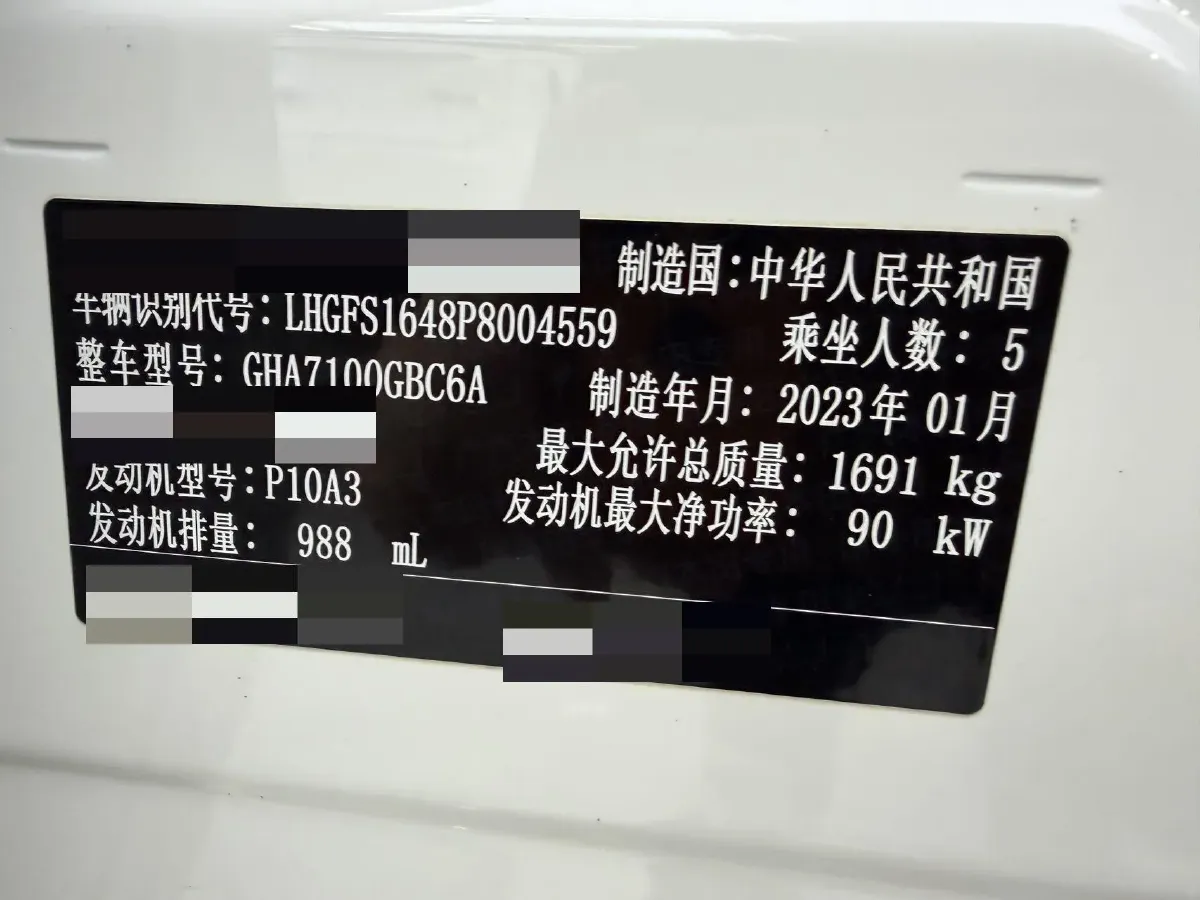 制造国：中华人民共和国
车辆识别代号：LHGFS1648P8004559
乘坐人数： 5
整车型号：GHA7100GBC6A
制造年月： 2023年 01月
最大允许总质量：1691 kg
发动机型号：P10A3
发动机最大净功率： 90 kW
发动机排量： 988 mL